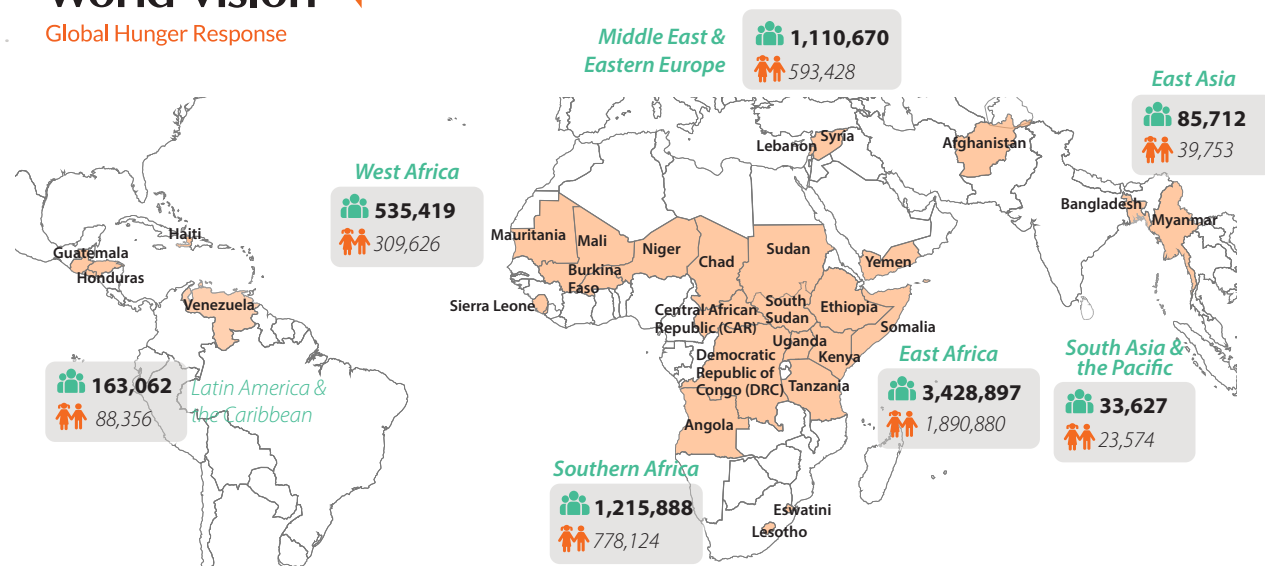 World Vision
Global Hunger Response
Middle East &
Eastern Europe
1,110,670
593,428
East Asia
85,712
39,753
West Africa
535,419
309,626
Syria
Lebanon
Afghanistan
Bangladesh
Myanmar
Haiti
Guatemala
Honduras
Venezuela
Mauritania
Mali
Niger
Chad
Sudan
Yemen
Burkina
Faso
Sierra Leone
Central African
Republic (CAR)
South
Sudan
Ethiopia
Somalia
Uganda
Kenya
Democratic
Republic of
Congo (DRC)
Tanzania
Angola
East Africa
3,428,897
1,890,880
South Asia &
the Pacific
33,627
23,574
163,062
88,356
Latin America &
the Caribbean
Southern Africa
1,215,888
778,124
Eswatini
Lesotho